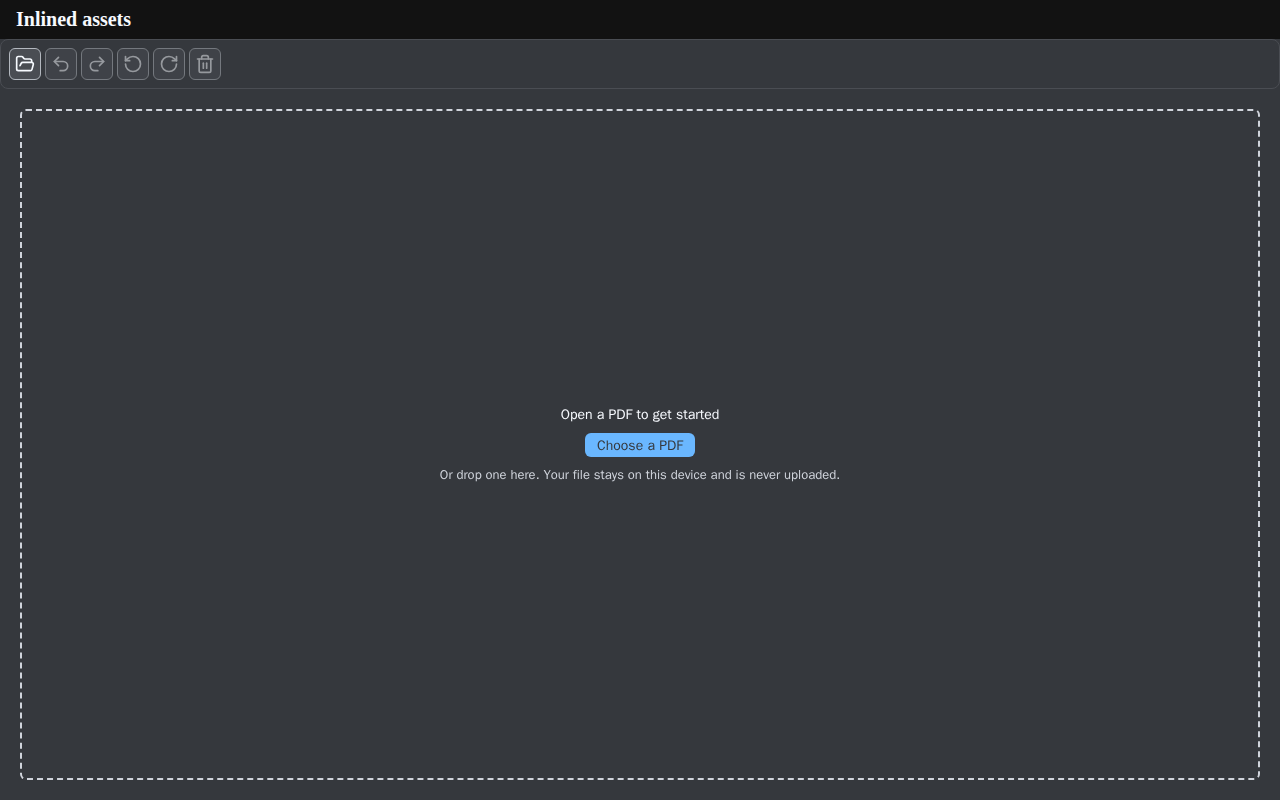 Inlined assets
Open a PDF to get started
Choose a PDF
Or drop one here. Your file stays on this device and is never uploaded.